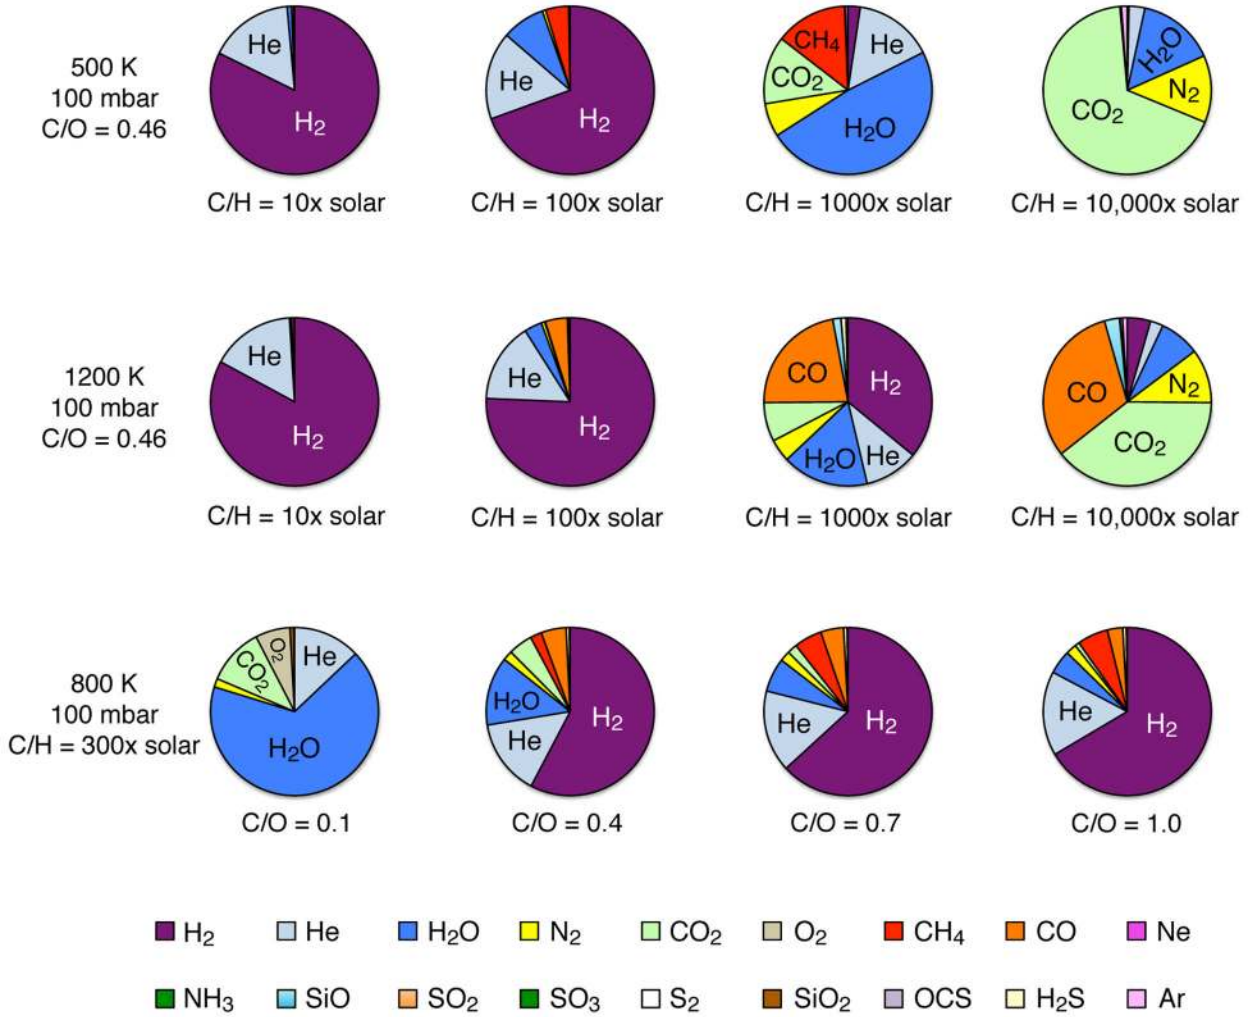 500 K
100 mbar
C/O = 0.46
He
H₂
C/H = 10x solar
He
H₂
C/H = 100x solar
CH₄
He
CO₂
H₂O
C/H = 1000x solar
H₂O
N₂
CO₂
C/H = 10,000x solar
1200 K
100 mbar
C/O = 0.46
He
H₂
C/H = 10x solar
He
H₂
C/H = 100x solar
CO
H₂
H₂O
He
C/H = 1000x solar
CO
N₂
CO₂
C/H = 10,000x solar
800 K
100 mbar
C/H = 300x solar
CO₂
O₂
He
H₂O
C/O = 0.1
H₂O
H₂
He
C/O = 0.4
He
H₂
C/O = 0.7
He
H₂
C/O = 1.0
H₂ He H₂O N₂ CO₂ O₂ CH₄ CO Ne
NH₃ SiO SO₂ SO₃ S₂ SiO₂ OCS H₂S Ar